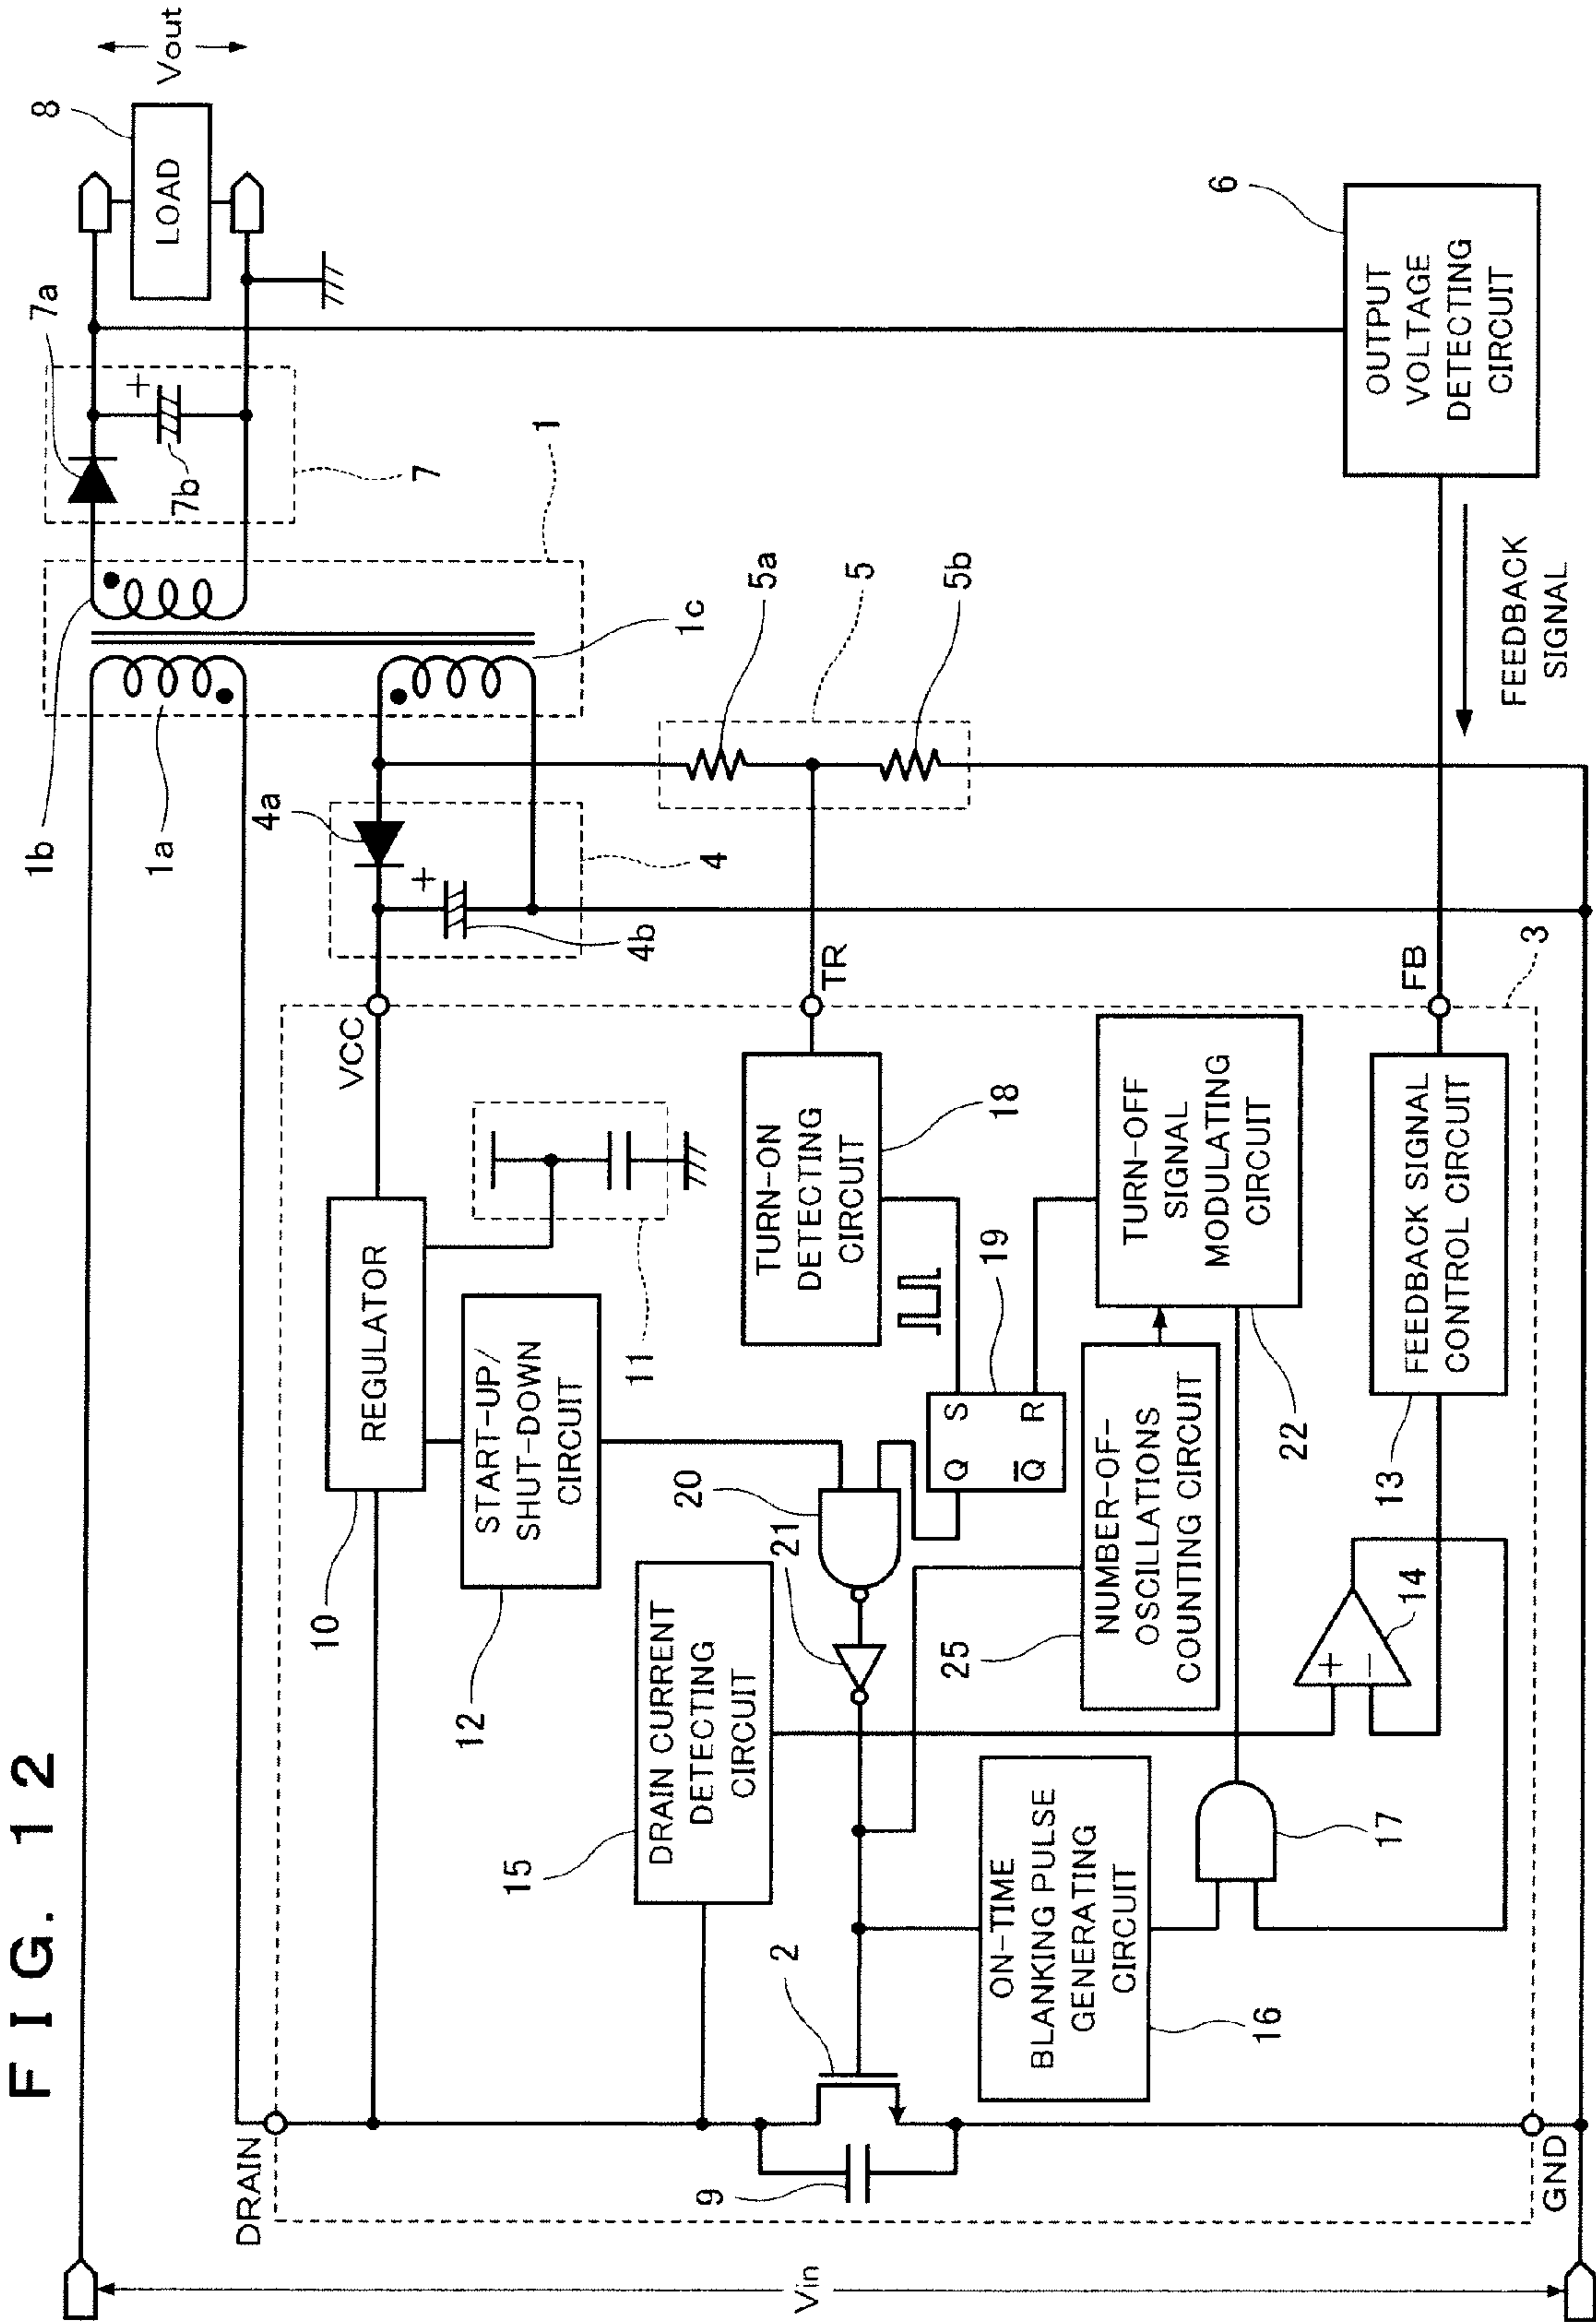 FIG. 12
Vin
DRAIN
GND
VCC
TR
FB
1b
1a
1c
1
7a
7b
7
8
LOAD
Vout
4a
4b
4
5a
5
5b
6
OUTPUT
VOLTAGE
DETECTING
CIRCUIT
FEEDBACK
SIGNAL
3
10
REGULATOR
11
12
START-UP/
SHUT-DOWN
CIRCUIT
15
DRAIN CURRENT
DETECTING
CIRCUIT
18
TURN-ON
DETECTING
CIRCUIT
19
S
R
Q
Q̅
20
21
2
9
16
ON-TIME
BLANKING PULSE
GENERATING
CIRCUIT
25
NUMBER-OF-
OSCILLATIONS
COUNTING CIRCUIT
22
TURN-OFF
SIGNAL
MODULATING
CIRCUIT
17
14
+
−
13
FEEDBACK SIGNAL
CONTROL CIRCUIT
+
+